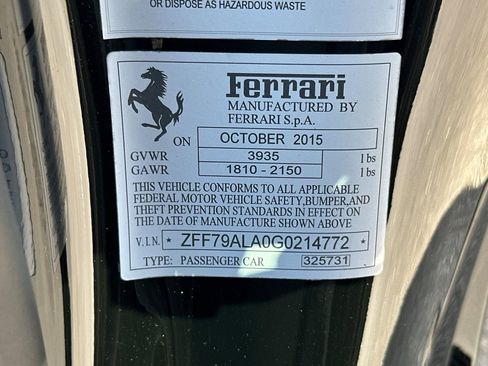 OR DISPOSE AS HAZARDOUS WASTE
Ferrari
MANUFACTURED BY
FERRARI S.p.A.
ON OCTOBER 2015
GVWR 3935 lbs
GAWR 1810 - 2150 lbs
THIS VEHICLE CONFORMS TO ALL APPLICABLE
FEDERAL MOTOR VEHICLE SAFETY,BUMPER,AND
THEFT PREVENTION STANDARDS IN EFFECT ON
THE DATE OF MANUFACTURE SHOWN ABOVE
V.I.N. * ZFF79ALA0G0214772 *
TYPE: PASSENGER CAR 325731